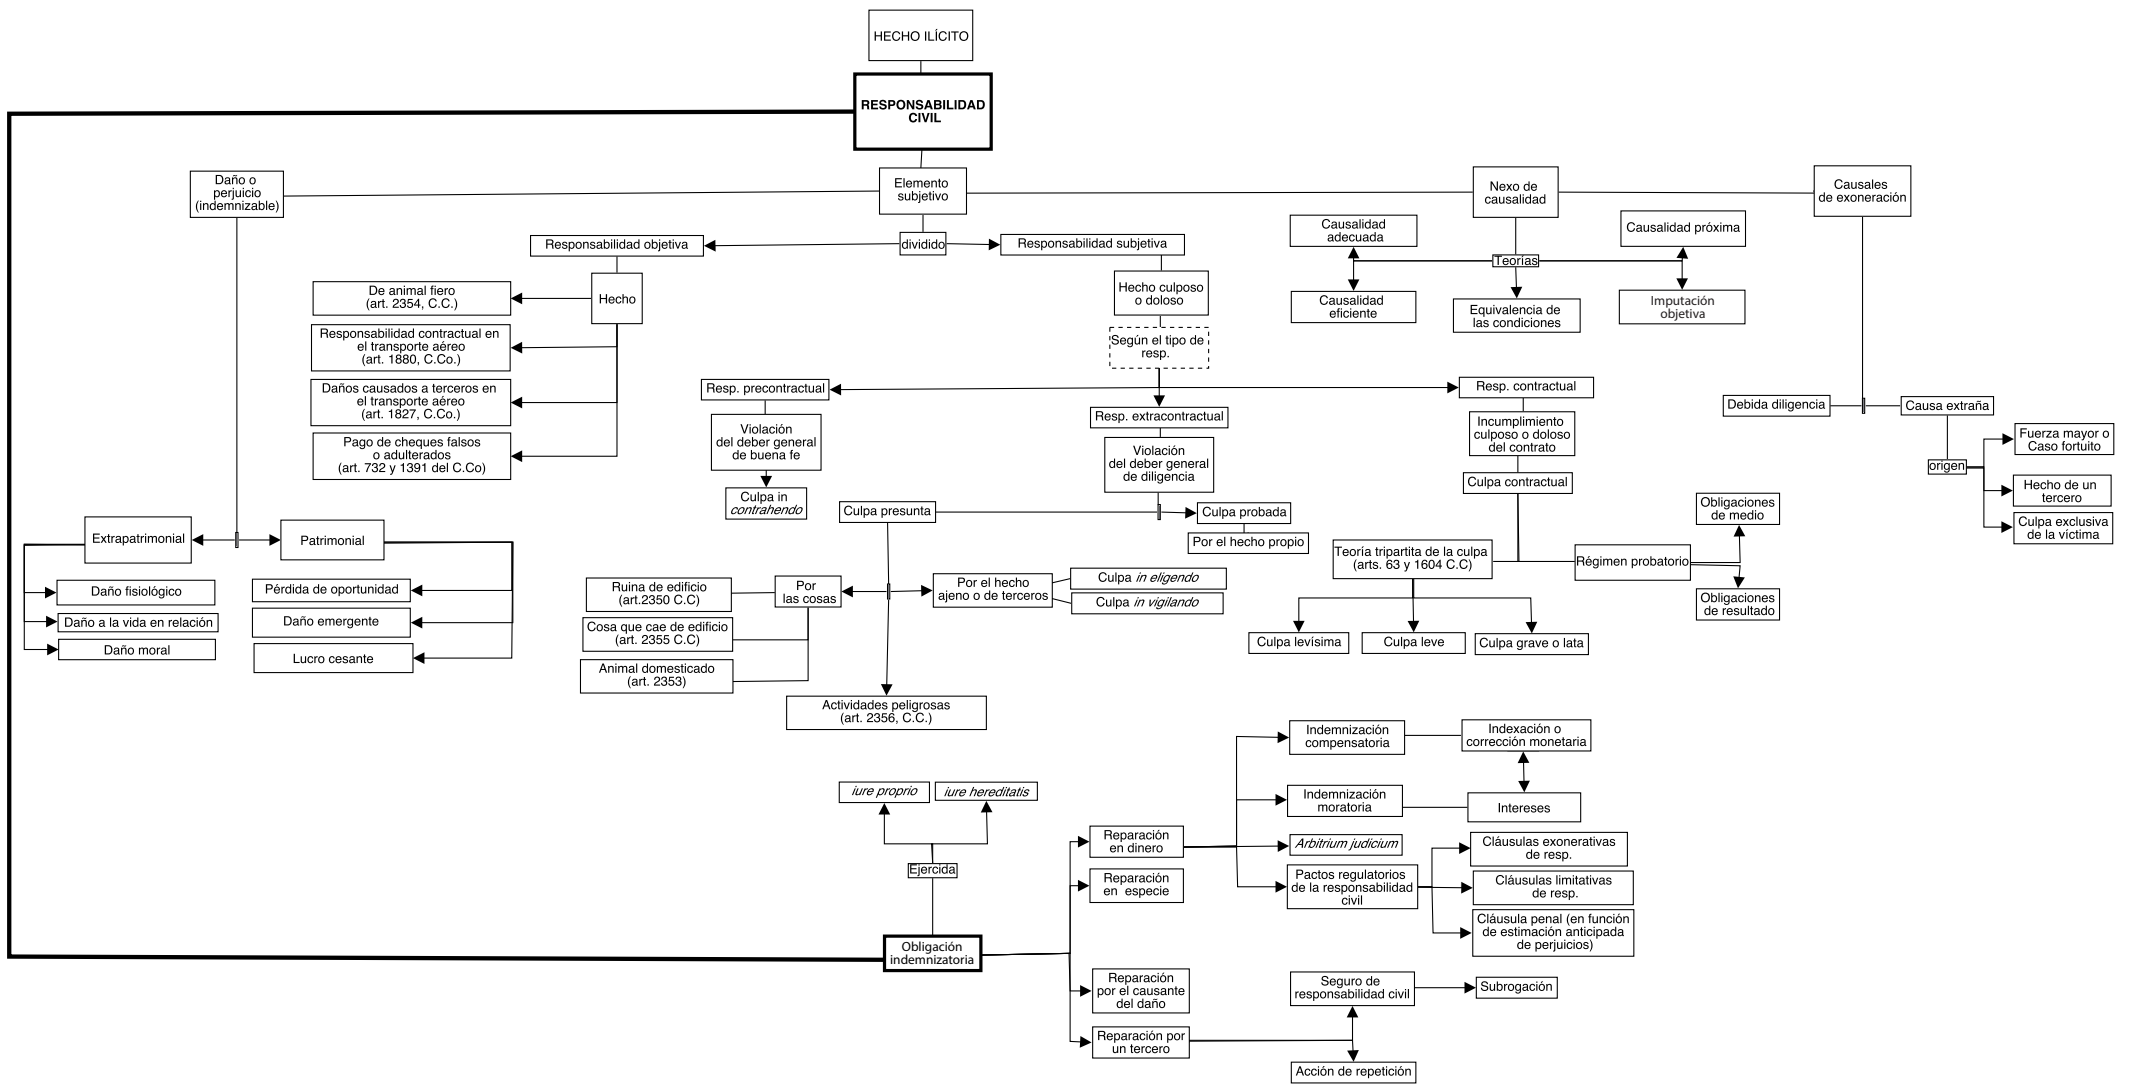 HECHO ILÍCITO
RESPONSABILIDAD
CIVIL
Daño o
perjuicio
(indemnizable)
Elemento
subjetivo
Nexo de
causalidad
Causales
de exoneración
dividido
Responsabilidad objetiva
Responsabilidad subjetiva
Hecho
De animal fiero
(art. 2354, C.C.)
Responsabilidad contractual en
el transporte aéreo
(art. 1880, C.Co.)
Daños causados a terceros en
el transporte aéreo
(art. 1827, C.Co.)
Pago de cheques falsos
o adulterados
(art. 732 y 1391 del C.Co)
Hecho culposo
o doloso
Según el tipo de
resp.
Causalidad
adecuada
Causalidad próxima
Teorías
Causalidad
eficiente
Equivalencia de
las condiciones
Imputación
objetiva
Resp. precontractual
Violación
del deber general
de buena fe
Culpa in
contrahendo
Resp. extracontractual
Violación
del deber general
de diligencia
Resp. contractual
Incumplimiento
culposo o doloso
del contrato
Culpa contractual
Debida diligencia
Causa extraña
origen
Fuerza mayor o
Caso fortuito
Hecho de un
tercero
Culpa exclusiva
de la víctima
Extrapatrimonial
Patrimonial
Daño fisiológico
Daño a la vida en relación
Daño moral
Pérdida de oportunidad
Daño emergente
Lucro cesante
Culpa presunta
Culpa probada
Por el hecho propio
Ruina de edificio
(art.2350 C.C)
Cosa que cae de edificio
(art. 2355 C.C)
Animal domesticado
(art. 2353)
Por
las cosas
Por el hecho
ajeno o de terceros
Culpa in eligendo
Culpa in vigilando
Actividades peligrosas
(art. 2356, C.C.)
Teoría tripartita de la culpa
(arts. 63 y 1604 C.C)
Régimen probatorio
Obligaciones
de medio
Obligaciones
de resultado
Culpa levísima
Culpa leve
Culpa grave o lata
iure proprio
iure hereditatis
Ejercida
Obligación
indemnizatoria
Reparación
en dinero
Reparación
en especie
Reparación
por el causante
del daño
Reparación por
un tercero
Indemnización
compensatoria
Indexación o
corrección monetaria
Indemnización
moratoria
Intereses
Arbitrium judicium
Pactos regulatorios
de la responsabilidad
civil
Cláusulas exonerativas
de resp.
Cláusulas limitativas
de resp.
Cláusula penal (en función
de estimación anticipada
de perjuicios)
Seguro de
responsabilidad civil
Subrogación
Acción de repetición